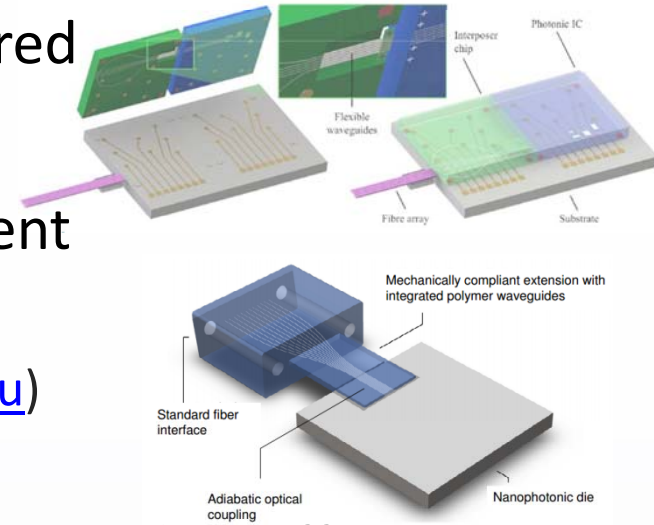 red
ent
u)
Interposer
chip
Photonic IC
Flexible
waveguides
Fibre array
Substrate
Mechanically compliant extension with
integrated polymer waveguides
Standard fiber
interface
Adiabatic optical
coupling
Nanophotonic die